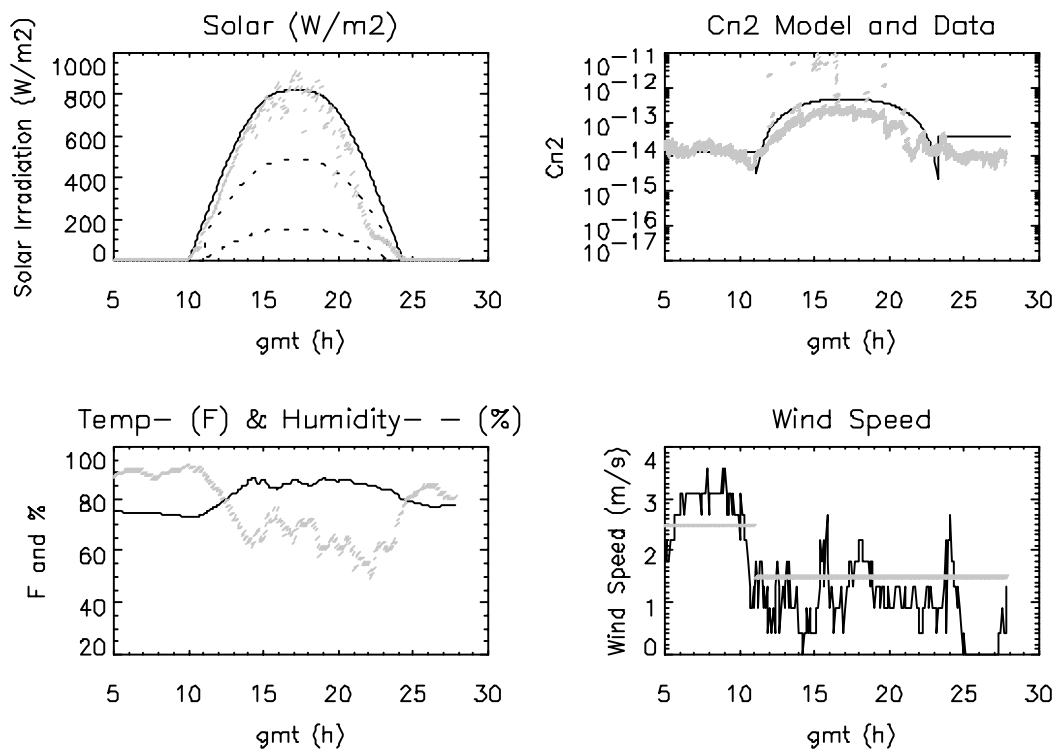 Solar (W/m2)
Solar Irradiation (W/m2)
1000
800
600
400
200
0
5 10 15 20 25 30
gmt (h)
Cn2 Model and Data
Cn2
10-11
10-12
10-13
10-14
10-15
10-16
10-17
5 10 15 20 25 30
gmt (h)
Temp- (F) & Humidity- - (%)
F and %
100
80
60
40
20
5 10 15 20 25 30
gmt (h)
Wind Speed
Wind Speed (m/s)
4
3
2
1
0
5 10 15 20 25 30
gmt (h)